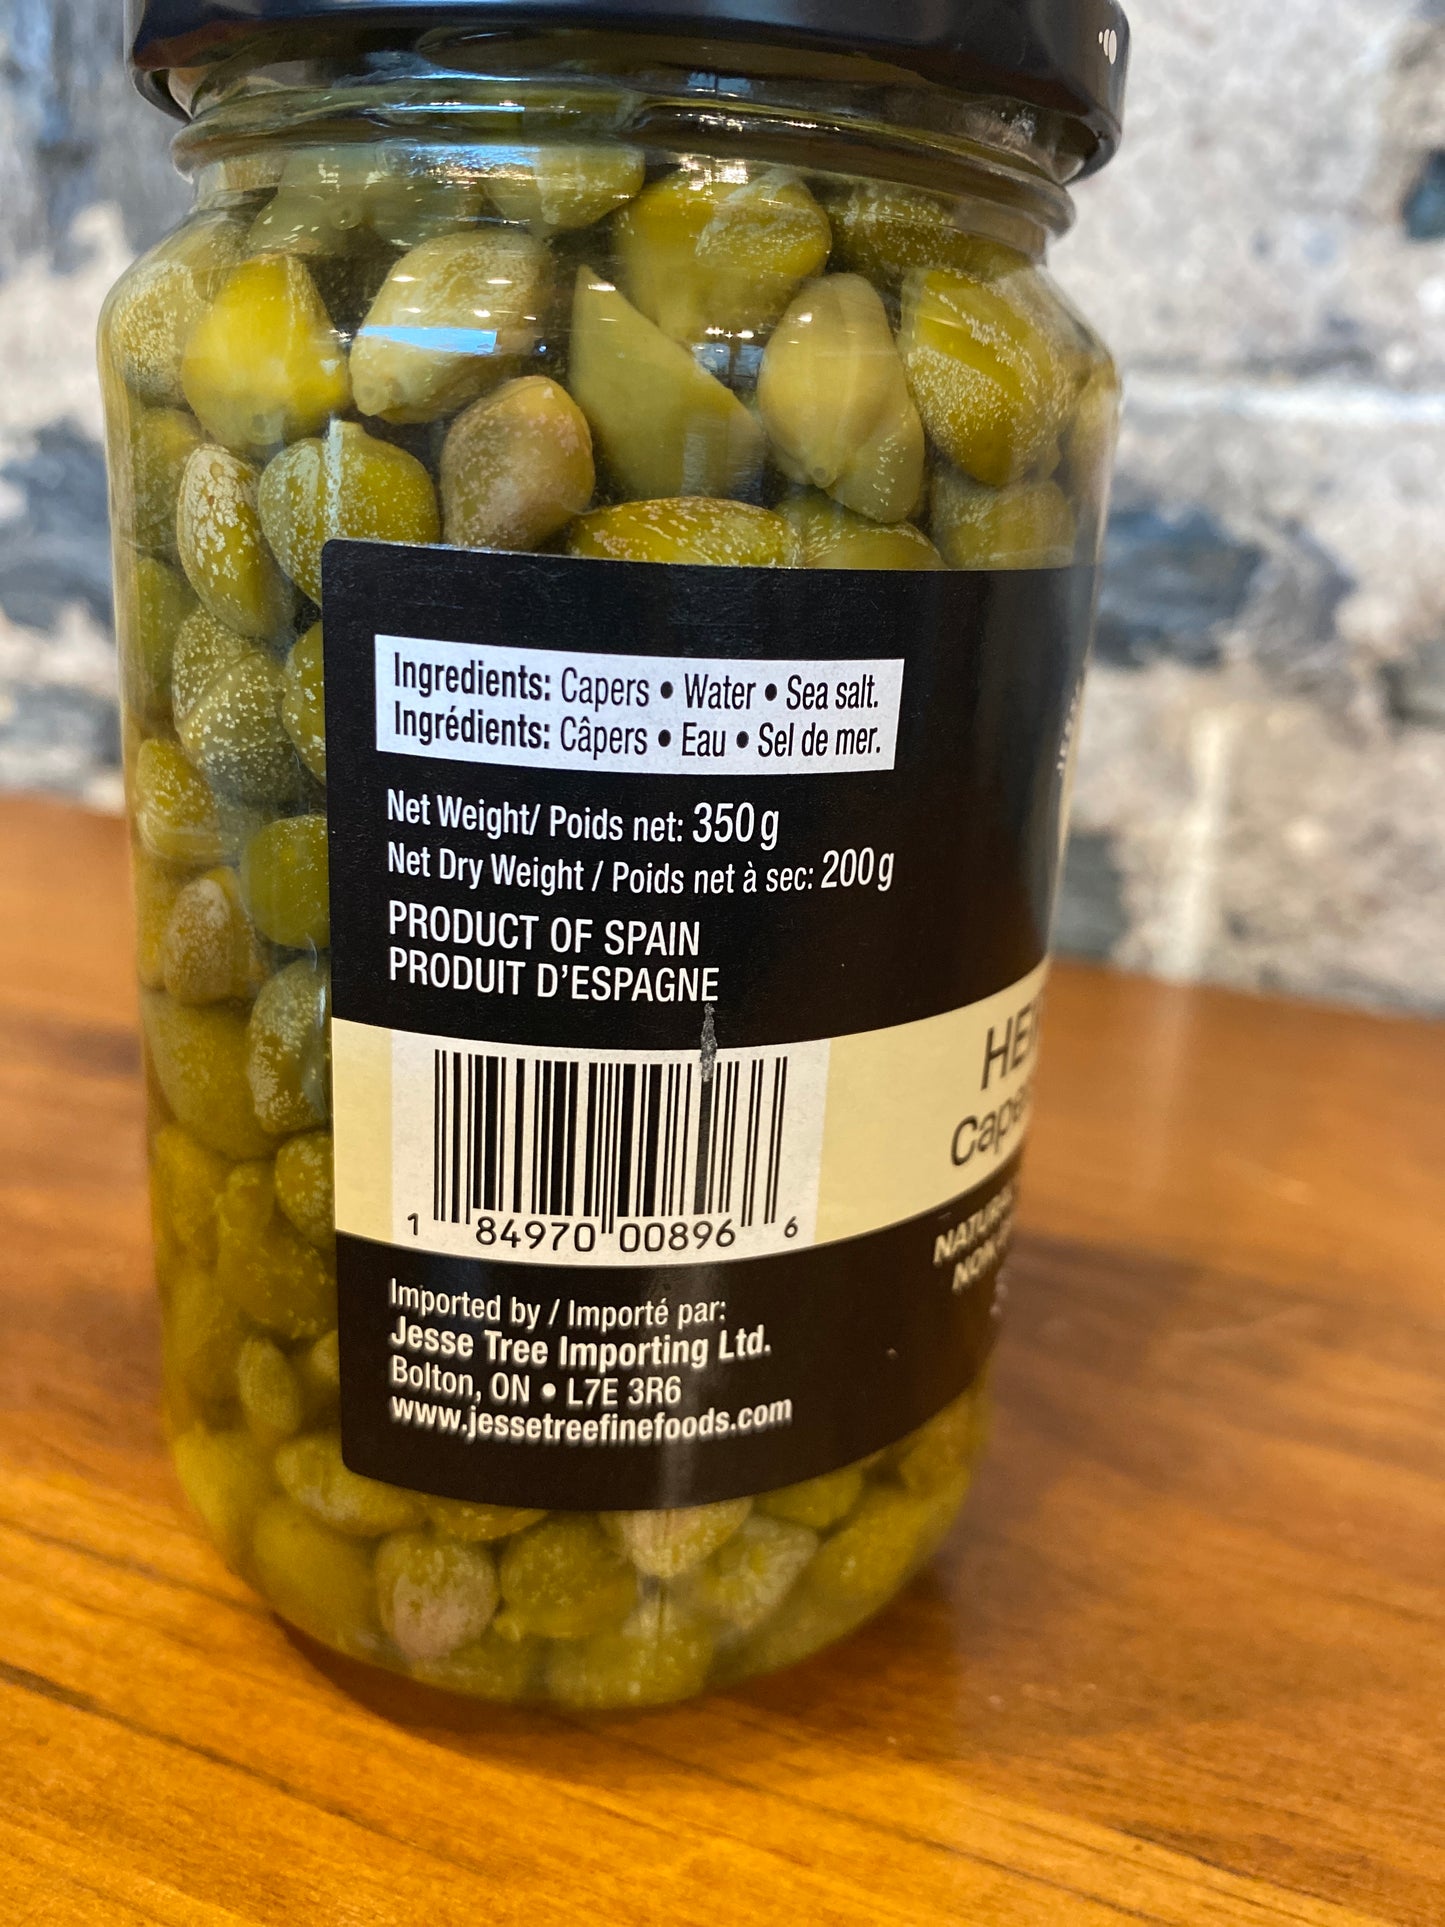 Ingredients: Capers • Water • Sea salt.
Ingrédients: Câpers • Eau • Sel de mer.
Net Weight/ Poids net: 350 g
Net Dry Weight / Poids net à sec: 200 g
PRODUCT OF SPAIN
PRODUIT D'ESPAGNE
1 84970 00896 6
Imported by / Importé par:
Jesse Tree Importing Ltd.
Bolton, ON • L7E 3R6
www.jessetreefinefoods.com